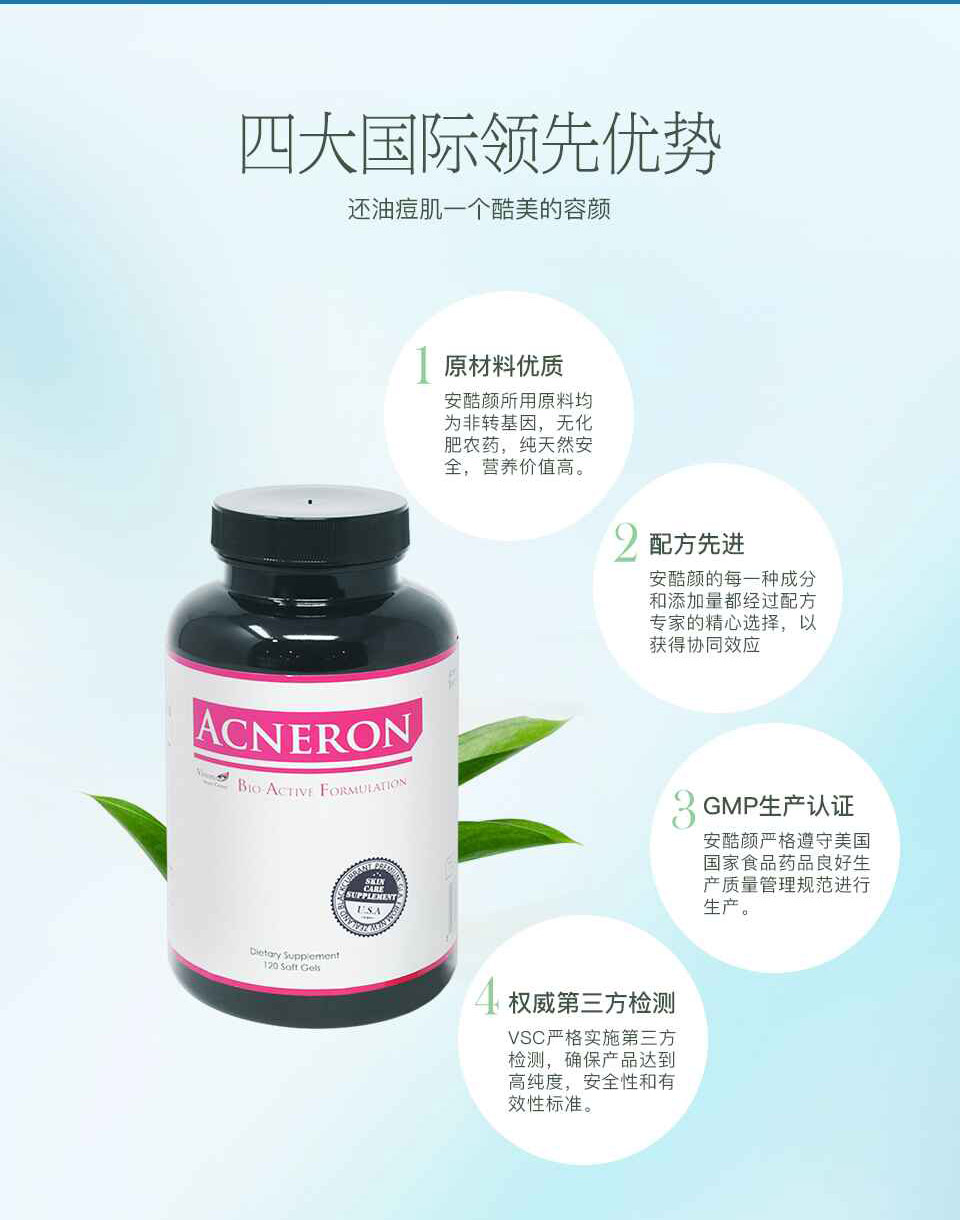 四大国际领先优势
还油痘肌一个酷美的容颜
1 原材料优质
安酷颜所用原料均
为非转基因，无化
肥农药，纯天然安
全，营养价值高。
2 配方先进
安酷颜的每一种成分
和添加量都经过配方
专家的精心选择，以
获得协同效应
3 GMP生产认证
安酷颜严格遵守美国
国家食品药品良好生
产质量管理规范进行
生产。
4 权威第三方检测
VSC严格实施第三方
检测，确保产品达到
高纯度，安全性和有
效性标准。
ACNERON
BIO-ACTIVE FORMULATION
SKIN
CARE
SUPPLEMENT
U.S.A
Dietary Supplement
120 Soft Gels